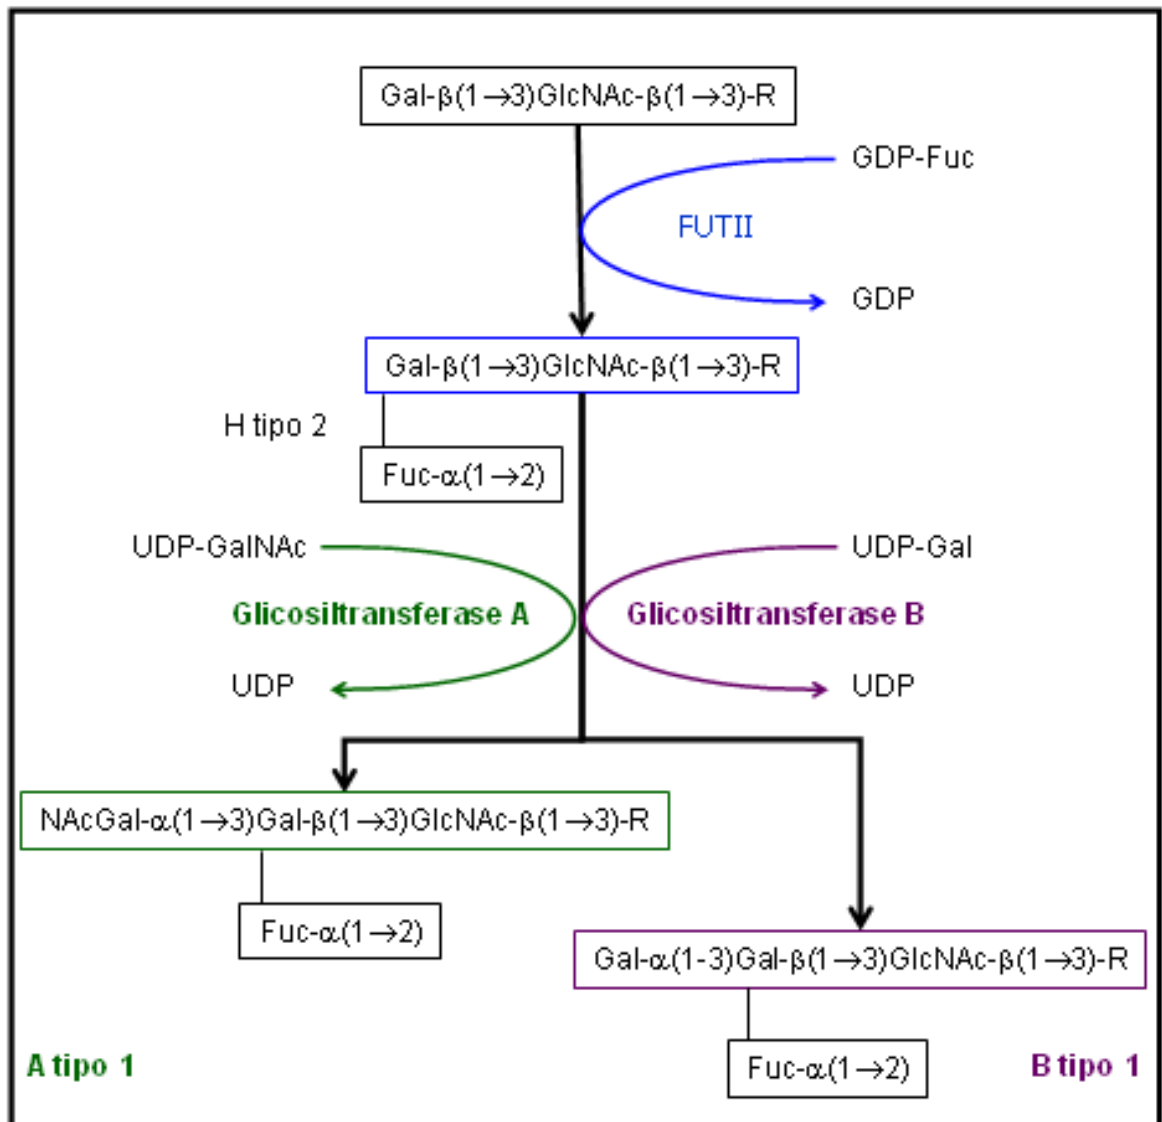 Gal-β(1→3)GlcNAc-β(1→3)-R
GDP-Fuc
FUTII
GDP
Gal-β(1→3)GlcNAc-β(1→3)-R
H tipo 2
Fuc-α(1→2)
UDP-GalNAc
UDP-Gal
Glicosiltransferase A
Glicosiltransferase B
UDP
UDP
NAcGal-α(1→3)Gal-β(1→3)GlcNAc-β(1→3)-R
Fuc-α(1→2)
Gal-α(1-3)Gal-β(1→3)GlcNAc-β(1→3)-R
Fuc-α(1→2)
A tipo 1
B tipo 1